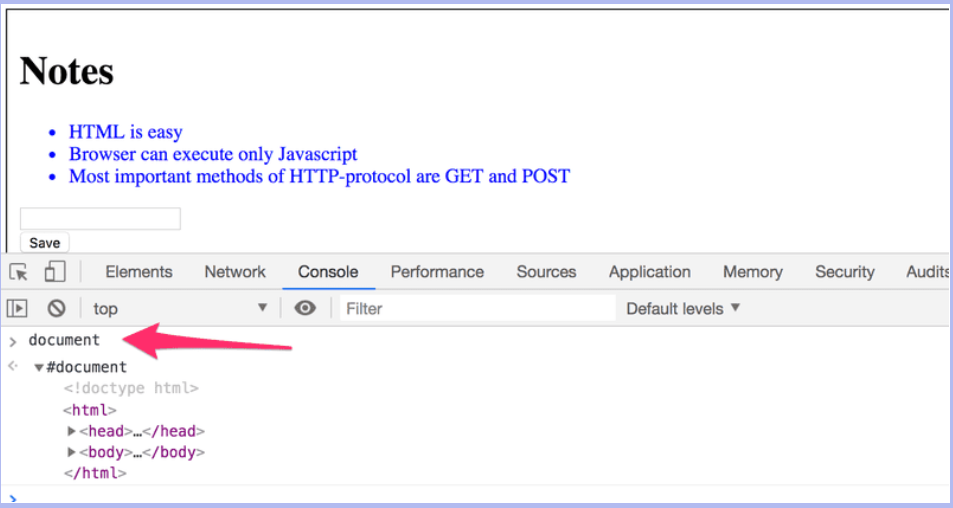 Notes
HTML is easy
Browser can execute only Javascript
Most important methods of HTTP-protocol are GET and POST
Save
Elements Network Console Performance Sources Application Memory Security Audits
top Filter Default levels
document
#document
<!doctype html>
<html>
<head>…</head>
<body>…</body>
</html>